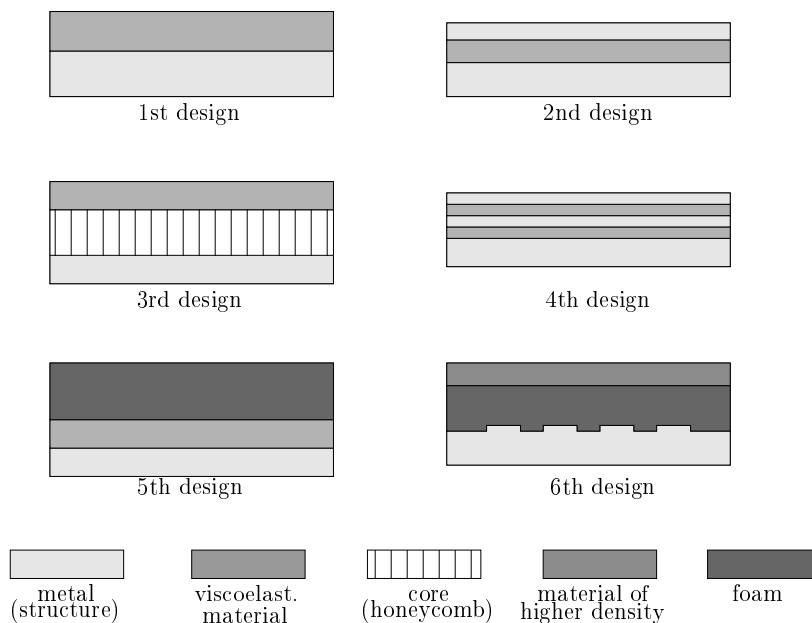 1st design
2nd design
3rd design
4th design
5th design
6th design
metal
(structure)
viscoelast.
material
core
(honeycomb)
material of
higher density
foam